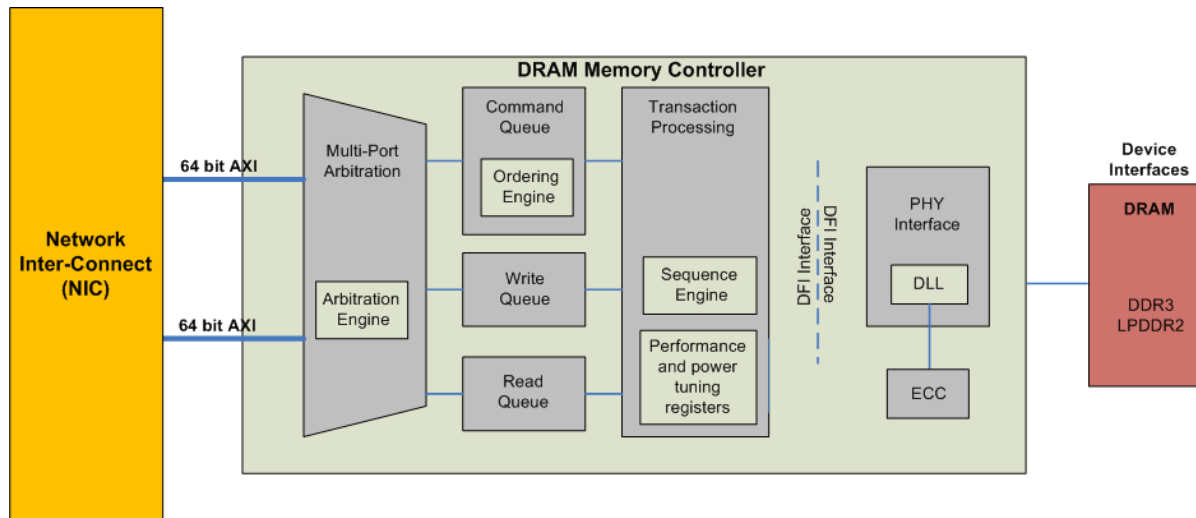 DRAM Memory Controller
Network
Inter-Connect
(NIC)
64 bit AXI
64 bit AXI
Multi-Port
Arbitration
Arbitration
Engine
Command
Queue
Ordering
Engine
Write
Queue
Read
Queue
Transaction
Processing
Sequence
Engine
Performance
and power
tuning
registers
DFI Interface
DFI Interface
PHY
Interface
DLL
ECC
Device
Interfaces
DRAM
DDR3
LPDDR2